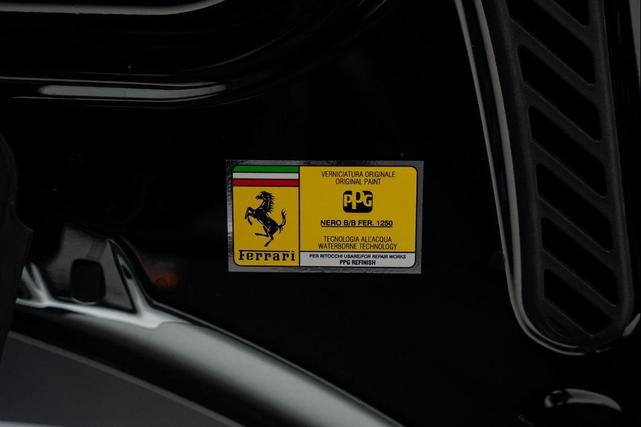 VERNICIATURA ORIGINALE
ORIGINAL PAINT
PPG
NERO B/B FER. 1250
TECNOLOGIA ALL'ACQUA
WATERBORNE TECHNOLOGY
Ferrari
PER RITOCCHI USARE/FOR REPAIR WORKS
PPG REFINISH